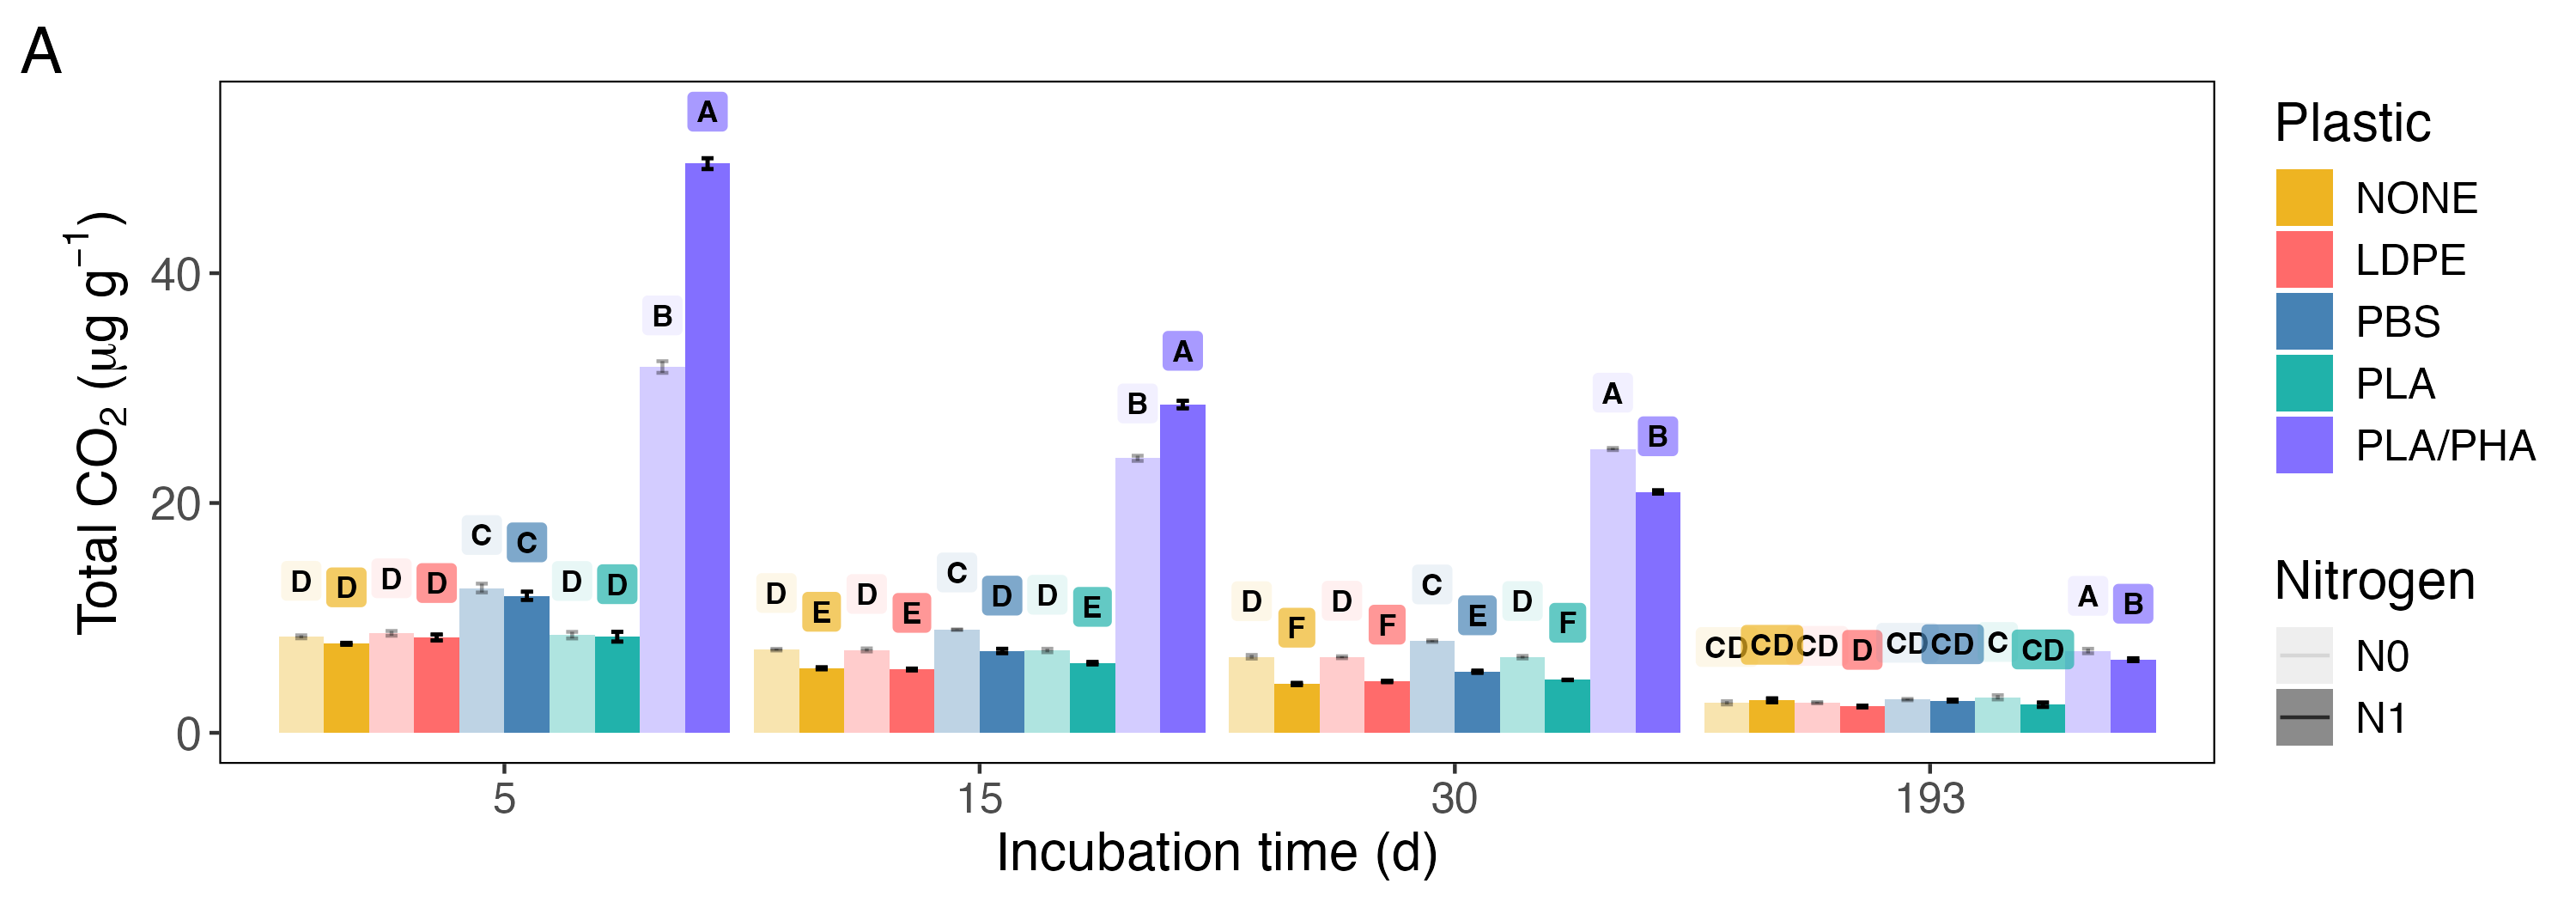 A
Total CO2 (µg g−1)
40
20
0
D D D D C C D D B A
D E D E C D D E B A
D F D F C E D F A B
CD CD CD D CD CD C CD A B
5 15 30 193
Incubation time (d)
Plastic
NONE
LDPE
PBS
PLA
PLA/PHA
Nitrogen
N0
N1